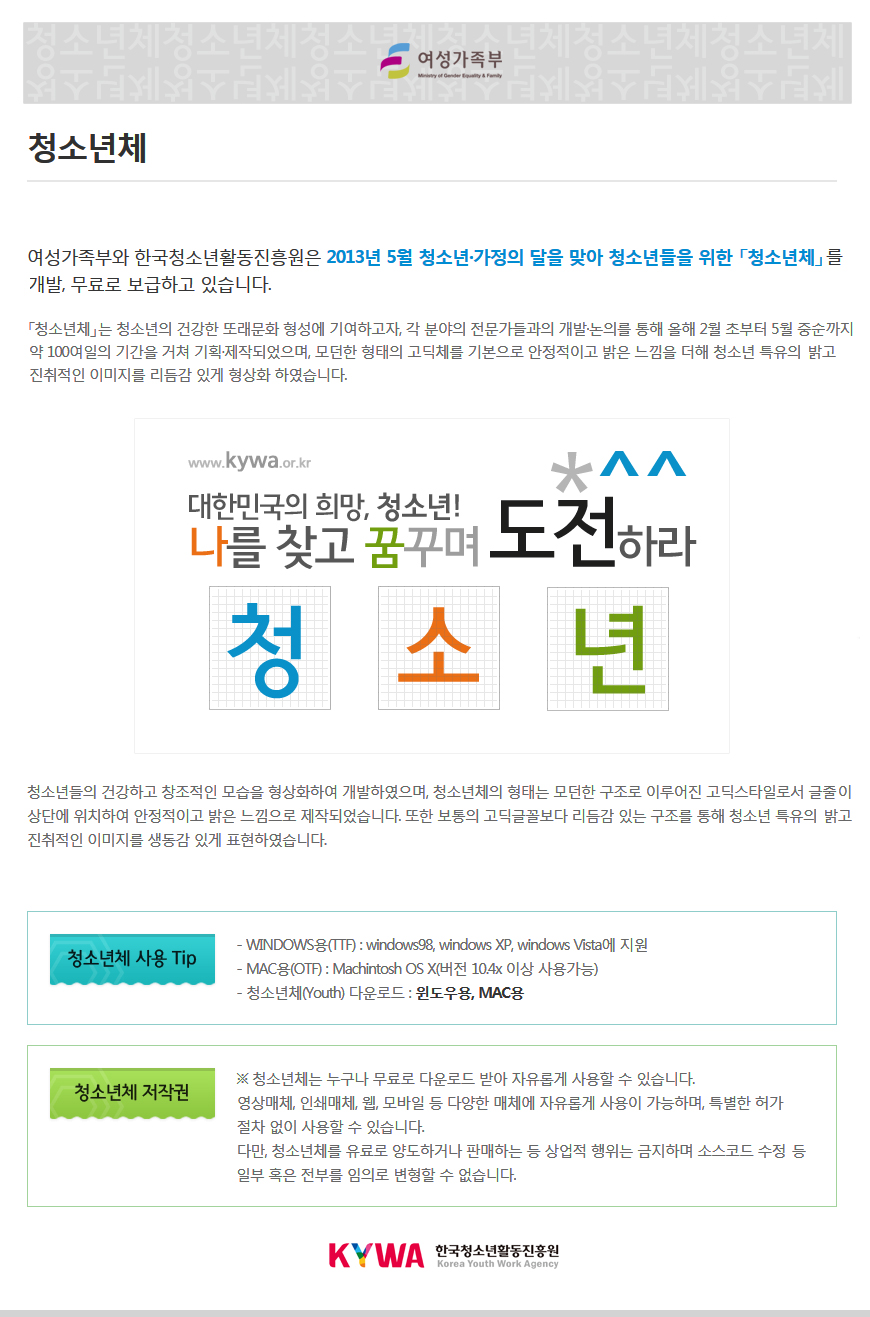 청소년체청소년체청소년체청소년체청소년체청소년체
여성가족부
Ministry of Gender Equality & Family
청소년체
여성가족부와 한국청소년활동진흥원은 2013년 5월 청소년·가정의 달을 맞아 청소년들을 위한 「청소년체」를
개발, 무료로 보급하고 있습니다.
「청소년체」는 청소년의 건강한 또래문화 형성에 기여하고자, 각 분야의 전문가들과의 개발·논의를 통해 올해 2월 초부터 5월 중순까지
약 100여일의 기간을 거쳐 기획·제작되었으며, 모던한 형태의 고딕체를 기본으로 안정적이고 밝은 느낌을 더해 청소년 특유의 밝고
진취적인 이미지를 리듬감 있게 형상화 하였습니다.
www.kywa.or.kr
*^^
대한민국의 희망, 청소년!
나를 찾고 꿈꾸며 도전하라
청 소 년
청소년들의 건강하고 창조적인 모습을 형상화하여 개발하였으며, 청소년체의 형태는 모던한 구조로 이루어진 고딕스타일로서 글줄이
상단에 위치하여 안정적이고 밝은 느낌으로 제작되었습니다. 또한 보통의 고딕글꼴보다 리듬감 있는 구조를 통해 청소년 특유의 밝고
진취적인 이미지를 생동감 있게 표현하였습니다.
청소년체 사용 Tip
- WINDOWS용(TTF) : windows98, windows XP, windows Vista에 지원
- MAC용(OTF) : Machintosh OS X(버전 10.4x 이상 사용가능)
- 청소년체(Youth) 다운로드 : 윈도우용, MAC용
청소년체 저작권
※ 청소년체는 누구나 무료로 다운로드 받아 자유롭게 사용할 수 있습니다.
영상매체, 인쇄매체, 웹, 모바일 등 다양한 매체에 자유롭게 사용이 가능하며, 특별한 허가
절차 없이 사용할 수 있습니다.
다만, 청소년체를 유료로 양도하거나 판매하는 등 상업적 행위는 금지하며 소스코드 수정 등
일부 혹은 전부를 임의로 변형할 수 없습니다.
KYWA 한국청소년활동진흥원
Korea Youth Work Agency